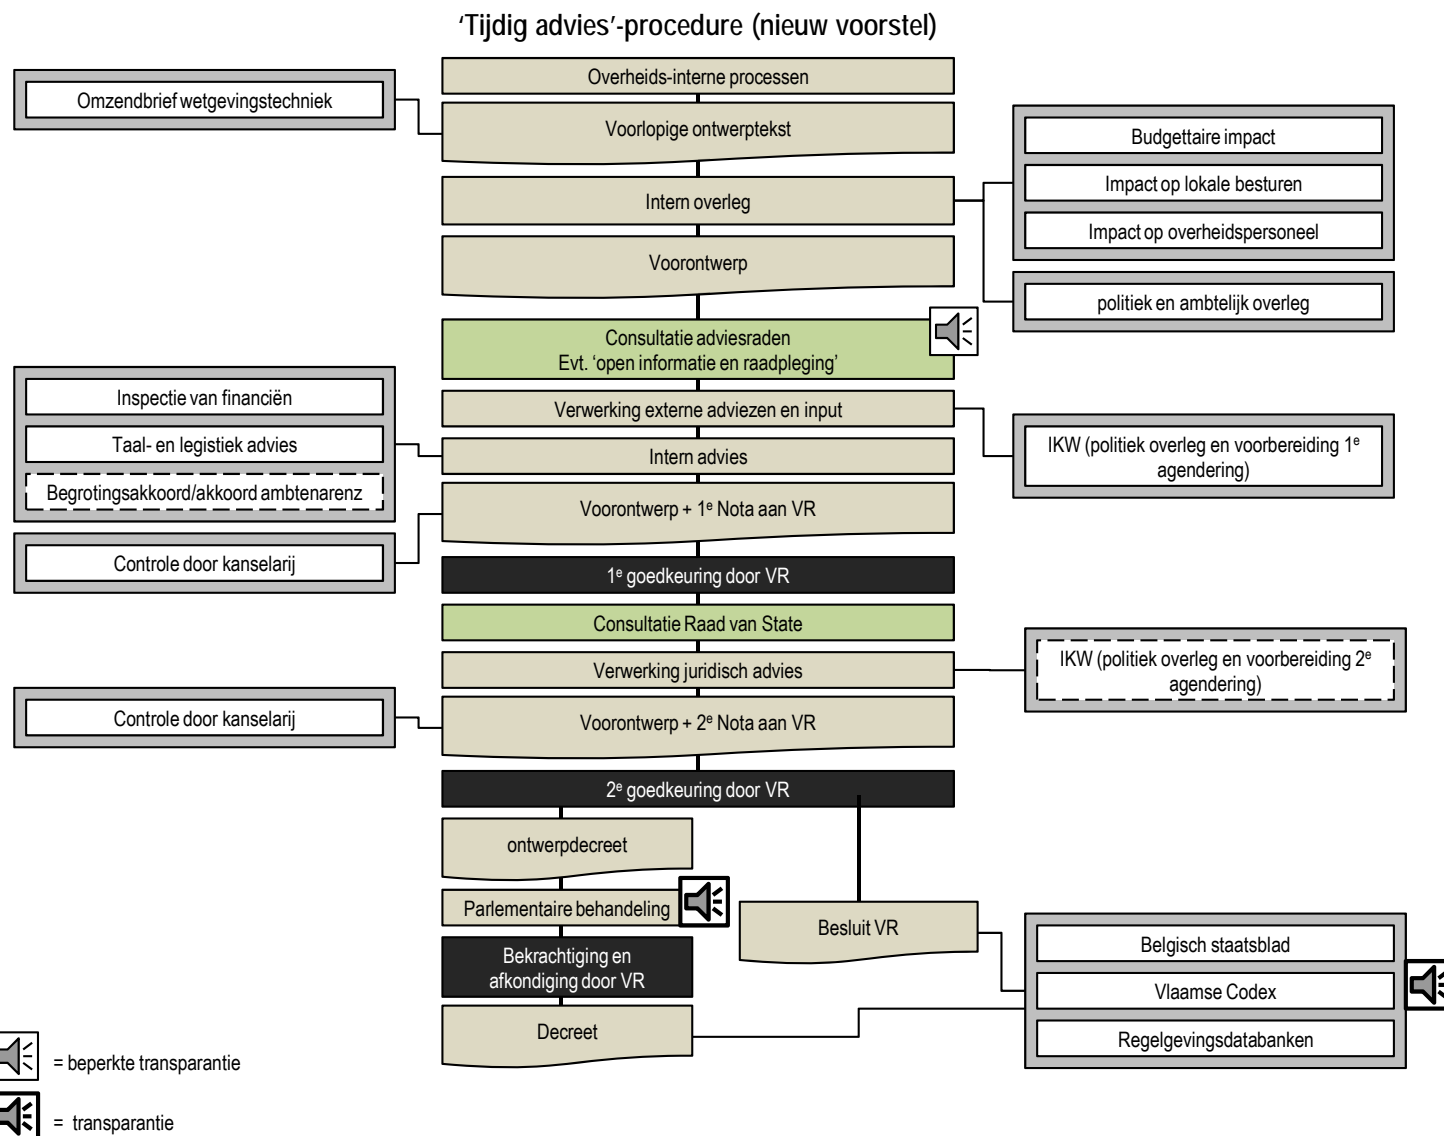 ‘Tijdig advies’-procedure (nieuw voorstel)
Overheids-interne processen
Omzendbrief wetgevingstechniek
Voorlopige ontwerptekst
Budgettaire impact
Impact op lokale besturen
Impact op overheidspersoneel
Intern overleg
Voorontwerp
politiek en ambtelijk overleg
Consultatie adviesraden
Evt. ‘open informatie en raadpleging’
Inspectie van financiën
Taal- en legistiek advies
Begrotingsakkoord/akkoord ambtenarenz
Verwerking externe adviezen en input
IKW (politiek overleg en voorbereiding 1e
agendering)
Intern advies
Voorontwerp + 1e Nota aan VR
Controle door kanselarij
1e goedkeuring door VR
Consultatie Raad van State
Verwerking juridisch advies
IKW (politiek overleg en voorbereiding 2e
agendering)
Controle door kanselarij
Voorontwerp + 2e Nota aan VR
2e goedkeuring door VR
ontwerpdecreet
Parlementaire behandeling
Besluit VR
Bekrachtiging en
afkondiging door VR
Decreet
Belgisch staatsblad
Vlaamse Codex
Regelgevingsdatabanken
= beperkte transparantie
= transparantie